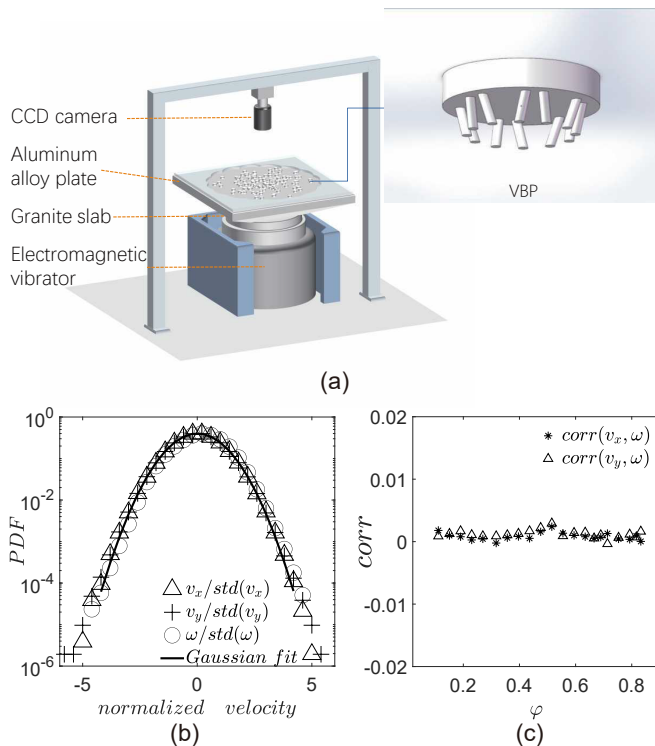 CCD camera
Aluminum
alloy plate
Granite slab
Electromagnetic
vibrator
VBP
(a)
10^0
10^-2
10^-4
10^-6
PDF
v_x/std(v_x)
v_y/std(v_y)
ω/std(ω)
Gaussian fit
-5 0 5
normalized velocity
(b)
0.02
0.01
0
-0.01
-0.02
corr
corr(v_x, ω)
corr(v_y, ω)
0.2 0.4 0.6 0.8
φ
(c)